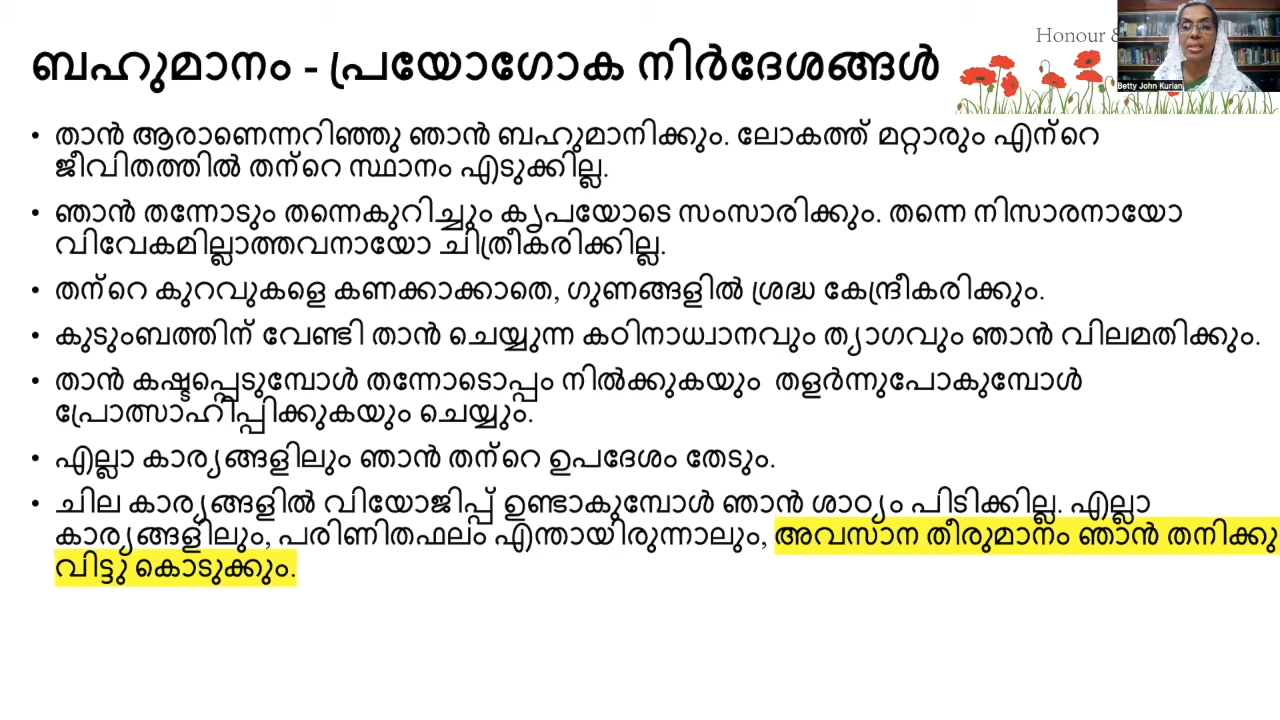 Honour &
Betty John Kurian
ബഹുമാനം - പ്രയോഗോക നിർദേശങ്ങൾ
• താൻ ആരാണെന്നറിഞ്ഞു ഞാൻ ബഹുമാനിക്കും. ലോകത്ത് മറ്റാരും എന്റെ
ജീവിതത്തിൽ തന്റെ സ്ഥാനം എടുക്കില്ല.
• ഞാൻ തന്നോടും തന്നെകുറിച്ചും കൃപയോടെ സംസാരിക്കും. തന്നെ നിസാരനായോ
വിവേകമില്ലാത്തവനായോ ചിത്രീകരിക്കില്ല.
• തന്റെ കുറവുകളെ കണക്കാക്കാതെ, ഗുണങ്ങളിൽ ശ്രദ്ധ കേന്ദ്രീകരിക്കും.
• കുടുംബത്തിന് വേണ്ടി താൻ ചെയ്യുന്ന കഠിനാധ്വാനവും ത്യാഗവും ഞാൻ വിലമതിക്കും.
• താൻ കഷ്ടപ്പെടുമ്പോൾ തന്നോടൊപ്പം നിൽക്കുകയും തളർന്നുപോകുമ്പോൾ
പ്രോത്സാഹിപ്പിക്കുകയും ചെയ്യും.
• എല്ലാ കാര്യങ്ങളിലും ഞാൻ തന്റെ ഉപദേശം തേടും.
• ചില കാര്യങ്ങളിൽ വിയോജിപ്പ് ഉണ്ടാകുമ്പോൾ ഞാൻ ശാഠ്യം പിടിക്കില്ല. എല്ലാ
കാര്യങ്ങളിലും, പരിണിതഫലം എന്തായിരുന്നാലും, അവസാന തീരുമാനം ഞാൻ തനിക്കു
വിട്ടു കൊടുക്കും.